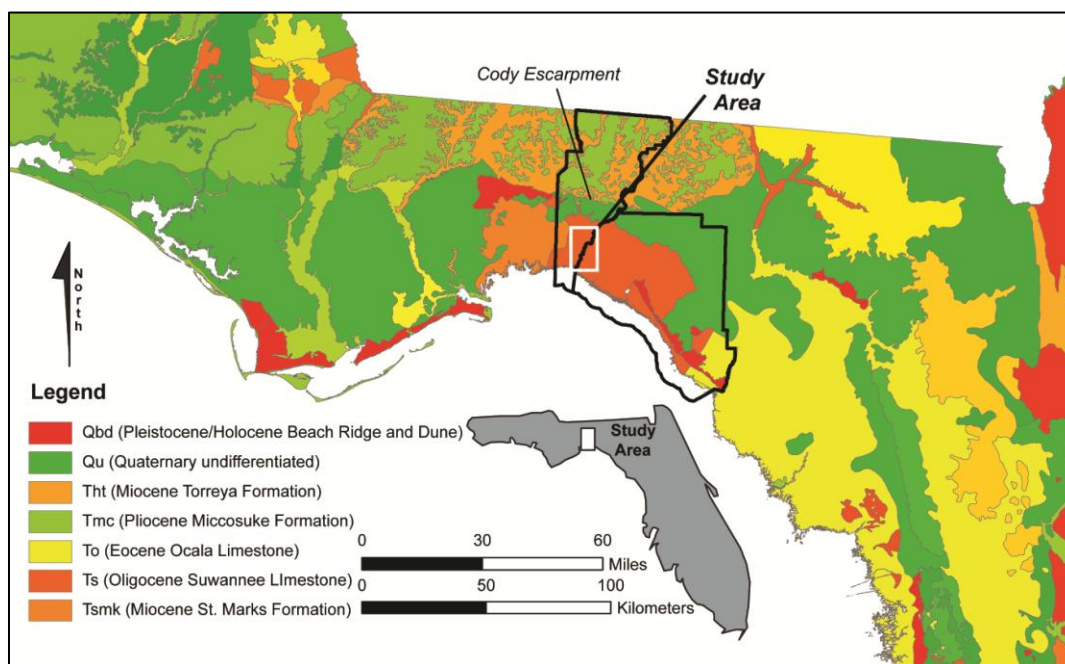 Cody Escarpment
Study
Area
North
Legend
Qbd (Pleistocene/Holocene Beach Ridge and Dune)
Qu (Quaternary undifferentiated)
Tht (Miocene Torreya Formation)
Tmc (Pliocene Miccosuke Formation)
To (Eocene Ocala Limestone)
Ts (Oligocene Suwannee LImestone)
Tsmk (Miocene St. Marks Formation)
Study
Area
0 30 60
Miles
0 50 100
Kilometers